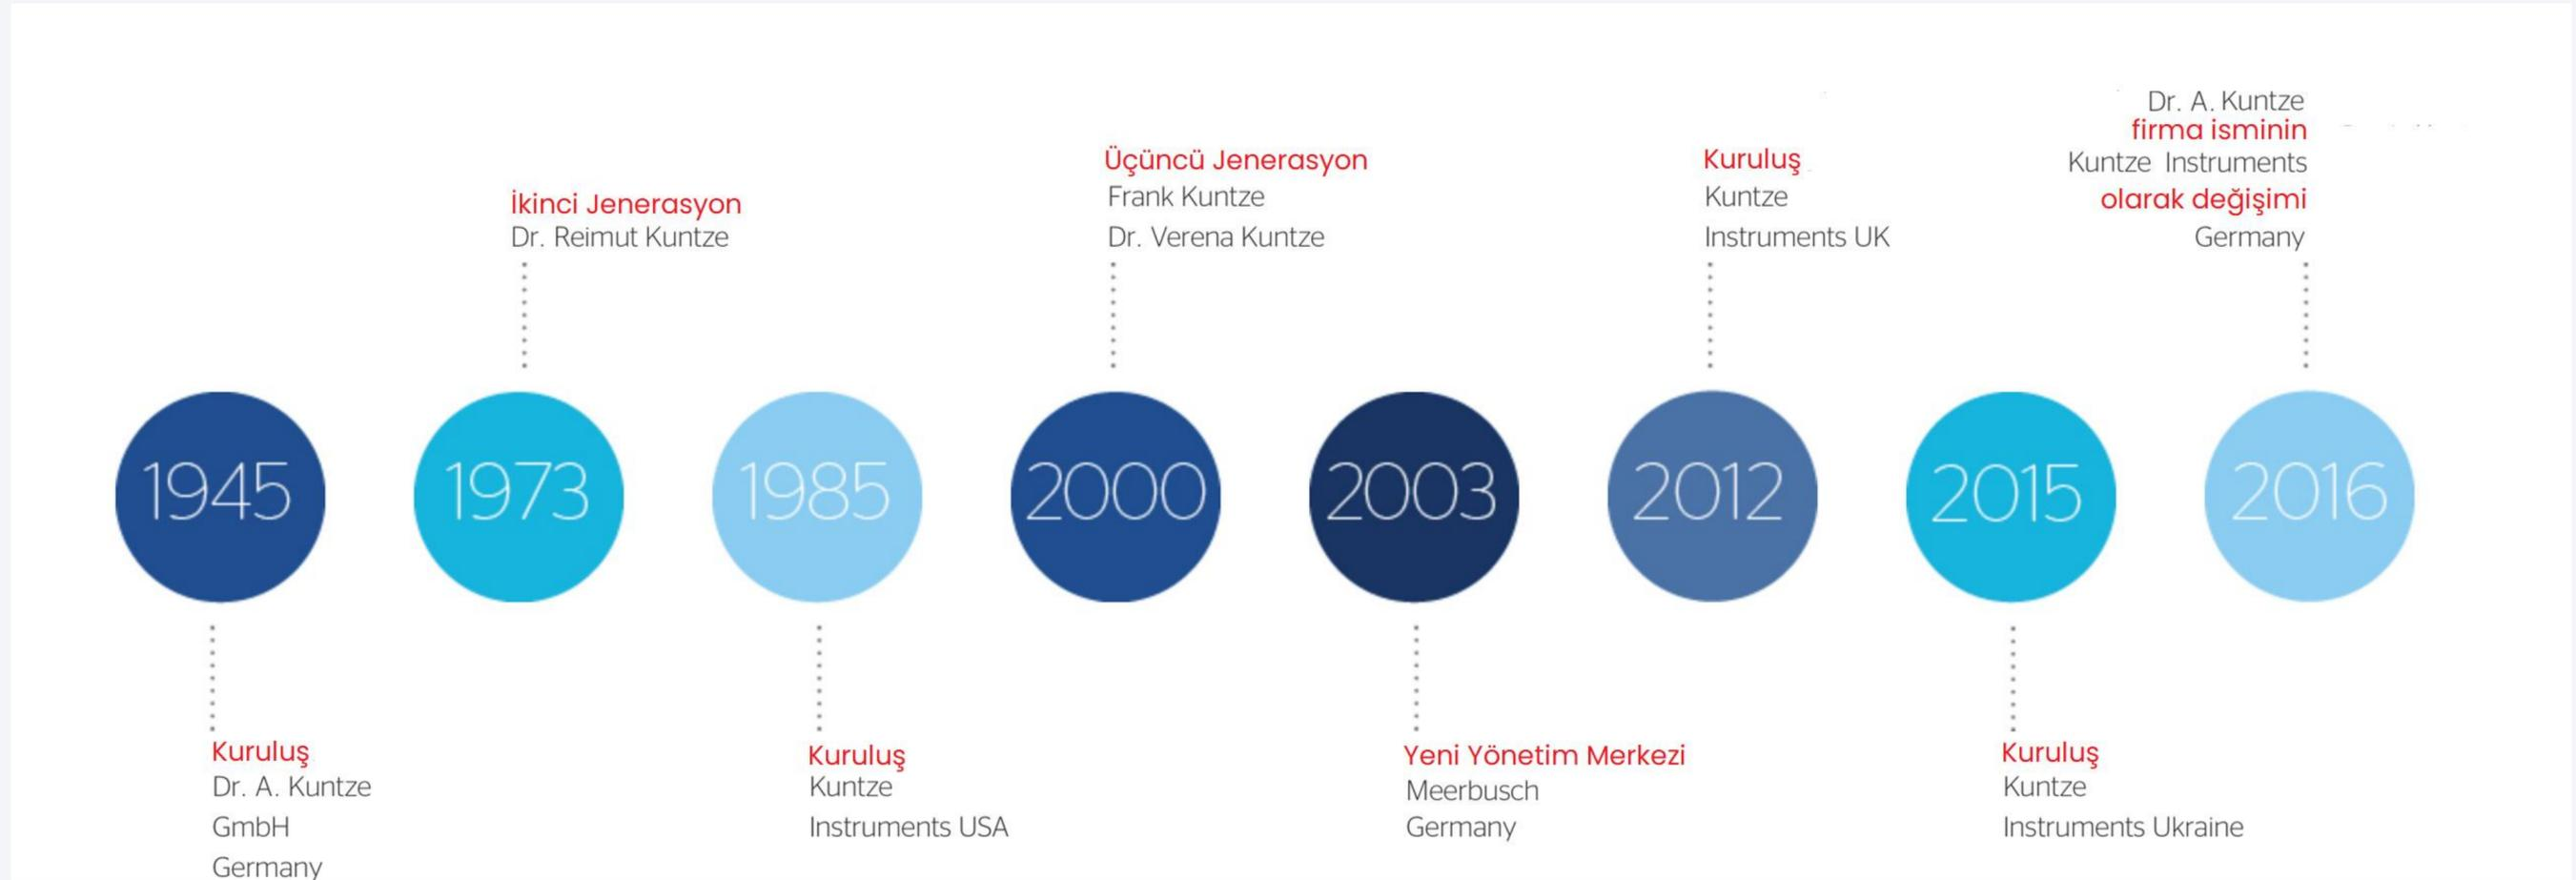 Dr. A. Kuntze
firma isminin
Kuntze Instruments
olarak değişimi
Germany
Kuruluş
Kuntze
Instruments UK
Üçüncü Jenerasyon
Frank Kuntze
Dr. Verena Kuntze
İkinci Jenerasyon
Dr. Reimut Kuntze
1945
1973
1985
2000
2003
2012
2015
2016
Kuruluş
Dr. A. Kuntze
GmbH
Germany
Kuruluş
Kuntze
Instruments USA
Yeni Yönetim Merkezi
Meerbusch
Germany
Kuruluş
Kuntze
Instruments Ukraine